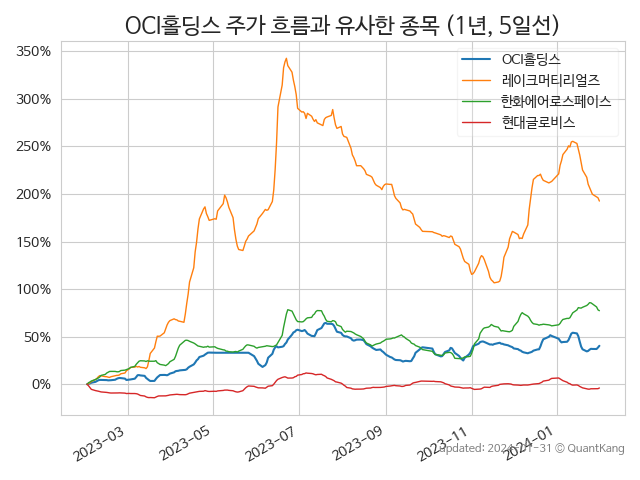 OCI홀딩스 주가 흐름과 유사한 종목 (1년, 5일선)
350%
300%
250%
200%
150%
100%
50%
0%
OCI홀딩스
레이크머티리얼즈
한화에어로스페이스
현대글로비스
2023-03
2023-05
2023-07
2023-09
2023-11
2024-01
updated: 2024-01-31 © QuantKang